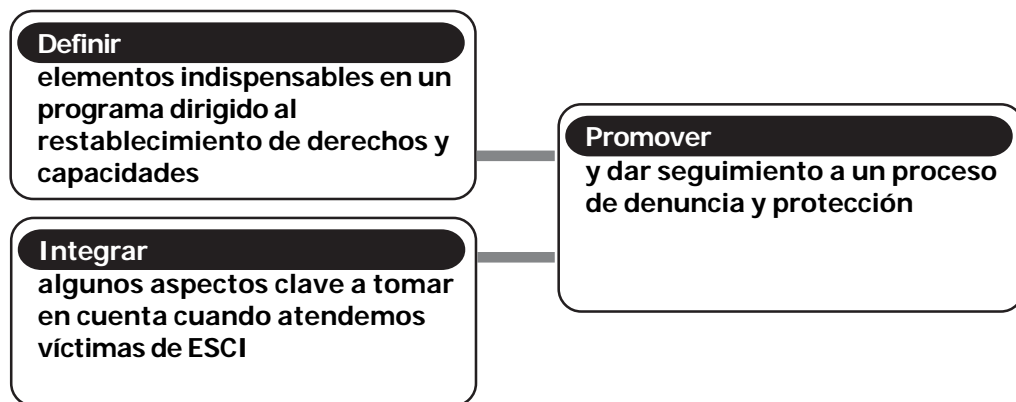 Definir
elementos indispensables en un
programa dirigido al
restablecimiento de derechos y
capacidades
Integrar
algunos aspectos clave a tomar
en cuenta cuando atendemos
víctimas de ESCI
Promover
y dar seguimiento a un proceso
de denuncia y protección